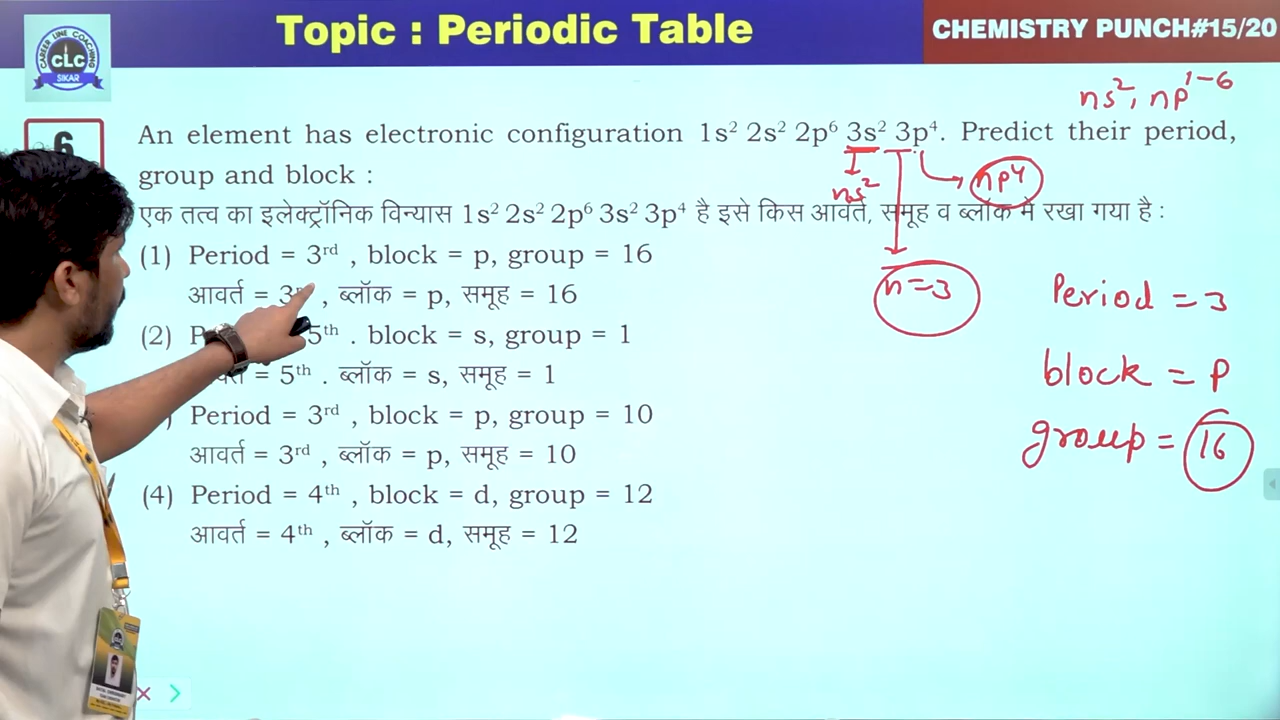 CAREER LINE COACHING
CLC
SIKAR
Topic : Periodic Table
CHEMISTRY PUNCH#15/20
ns², np¹⁻⁶
6
An element has electronic configuration 1s² 2s² 2p⁶ 3s² 3p⁴. Predict their period,
group and block :
ns²
np⁴
एक तत्व का इलेक्ट्रॉनिक विन्यास 1s² 2s² 2p⁶ 3s² 3p⁴ है इसे किस आवर्त, समूह व ब्लॉक में रखा गया है :
(1) Period = 3ʳᵈ , block = p, group = 16
आवर्त = 3ʳᵈ , ब्लॉक = p, समूह = 16
n=3
Period = 3
(2) 5ᵗʰ . block = s, group = 1
= 5ᵗʰ . ब्लॉक = s, समूह = 1
block = p
) Period = 3ʳᵈ , block = p, group = 10
आवर्त = 3ʳᵈ , ब्लॉक = p, समूह = 10
group = 16
(4) Period = 4ᵗʰ , block = d, group = 12
आवर्त = 4ᵗʰ , ब्लॉक = d, समूह = 12